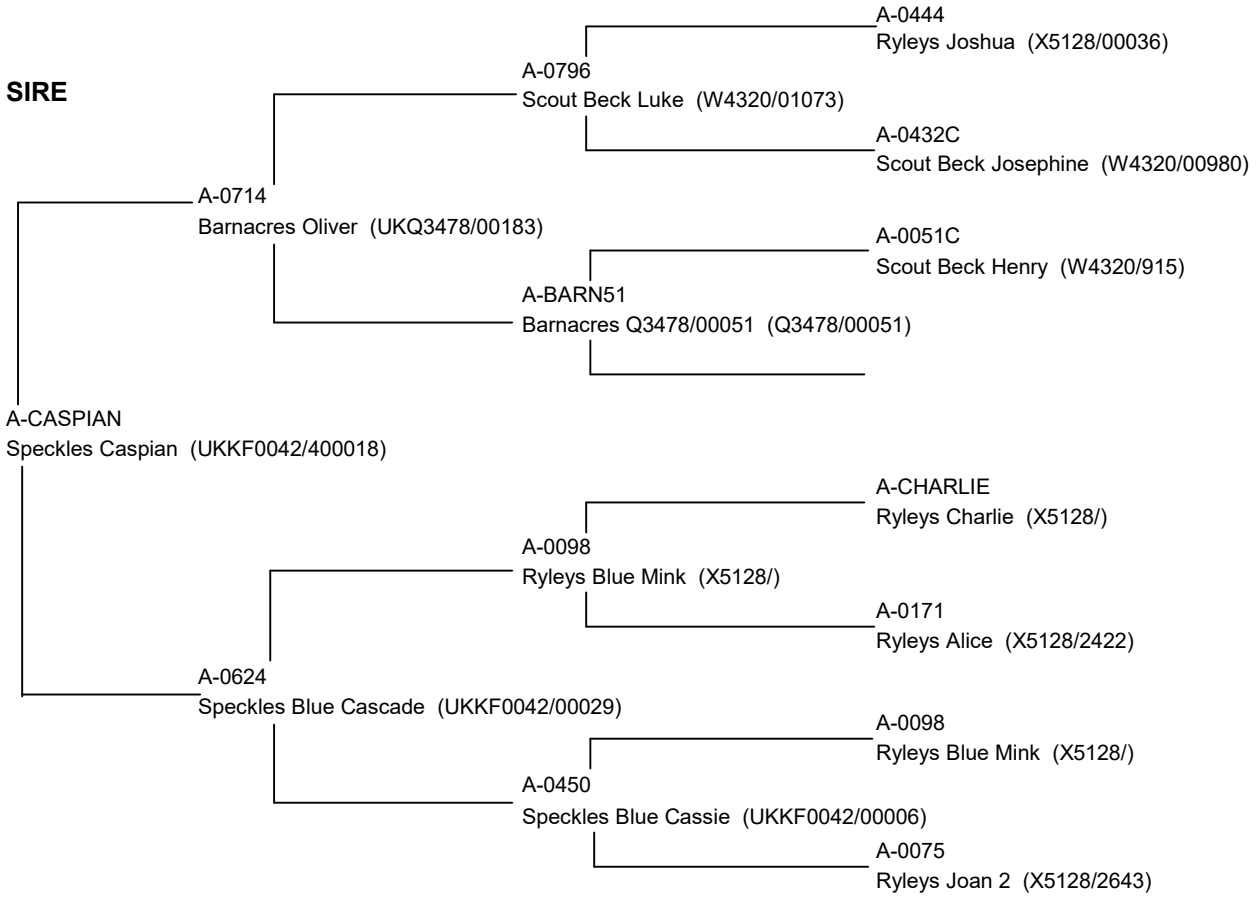 A-0444
Ryleys Joshua (X5128/00036)
SIRE
A-0796
Scout Beck Luke (W4320/01073)
A-0432C
Scout Beck Josephine (W4320/00980)
A-0714
Barnacres Oliver (UKQ3478/00183)
A-0051C
Scout Beck Henry (W4320/915)
A-BARN51
Barnacres Q3478/00051 (Q3478/00051)
A-CASPIAN
Speckles Caspian (UKKF0042/400018)
A-CHARLIE
Ryleys Charlie (X5128/)
A-0098
Ryleys Blue Mink (X5128/)
A-0171
Ryleys Alice (X5128/2422)
A-0624
Speckles Blue Cascade (UKKF0042/00029)
A-0098
Ryleys Blue Mink (X5128/)
A-0450
Speckles Blue Cassie (UKKF0042/00006)
A-0075
Ryleys Joan 2 (X5128/2643)